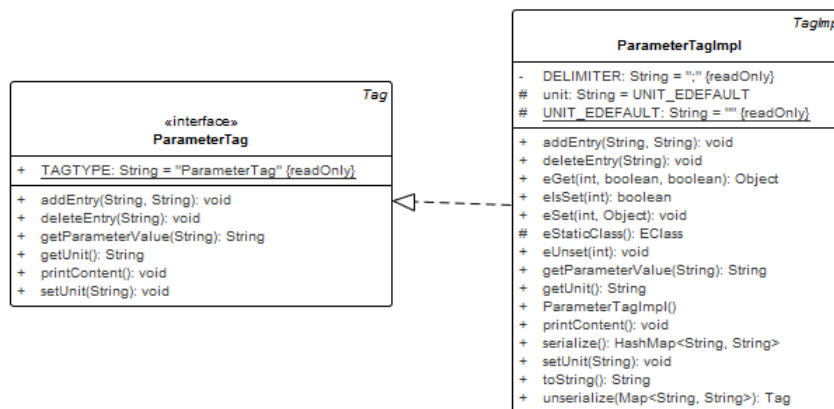 Tag
«interface»
ParameterTag
+ TAGTYPE: String = "ParameterTag" {readOnly}
+ addEntry(String, String): void
+ deleteEntry(String): void
+ getParameterValue(String): String
+ getUnit(): String
+ printContent(): void
+ setUnit(String): void
TagImp
ParameterTagImpl
- DELIMITER: String = ";" {readOnly}
# unit: String = UNIT_EDEFAULT
# UNIT_EDEFAULT: String = "" {readOnly}
+ addEntry(String, String): void
+ deleteEntry(String): void
+ eGet(int, boolean, boolean): Object
+ eIsSet(int): boolean
+ eSet(int, Object): void
# eStaticClass(): EClass
+ eUnset(int): void
+ getParameterValue(String): String
+ getUnit(): String
+ ParameterTagImpl()
+ printContent(): void
+ serialize(): HashMap<String, String>
+ setUnit(String): void
+ toString(): String
+ unserialize(Map<String, String>): Tag